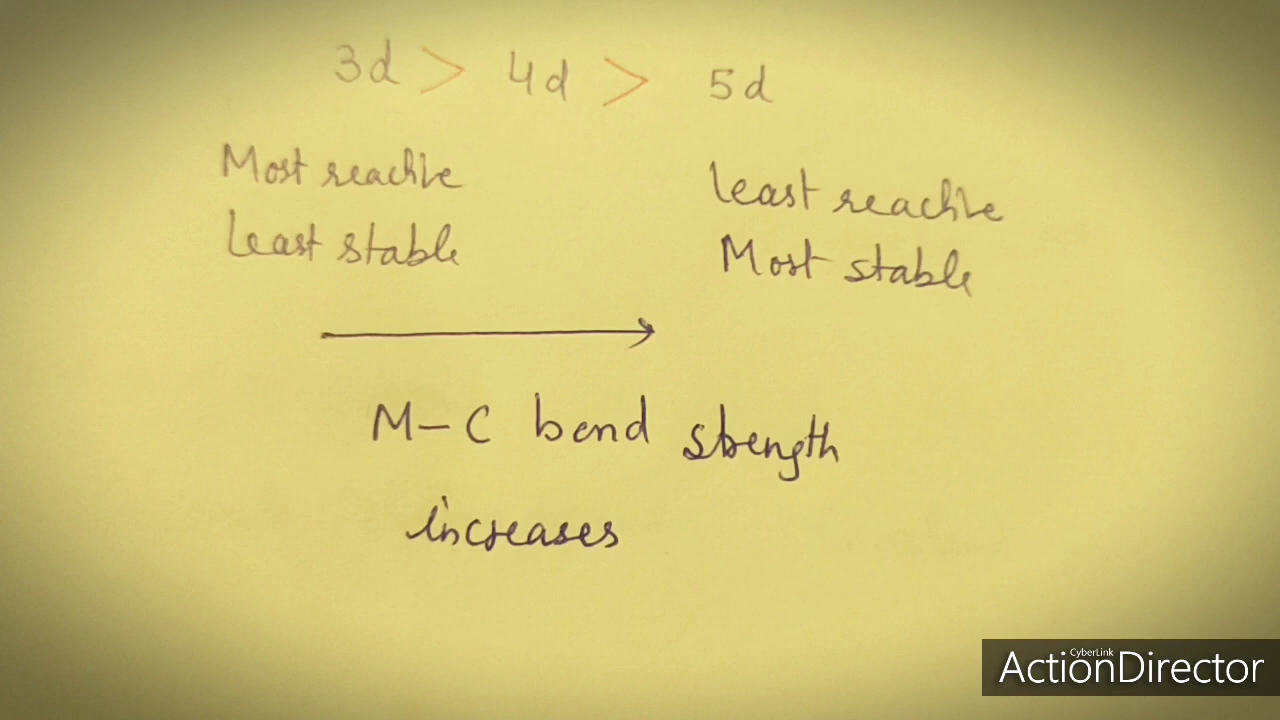 3d > 4d > 5d
Most reactive
Least stable
least reactive
Most stable
M-C bond strength
increases
CyberLink
ActionDirector